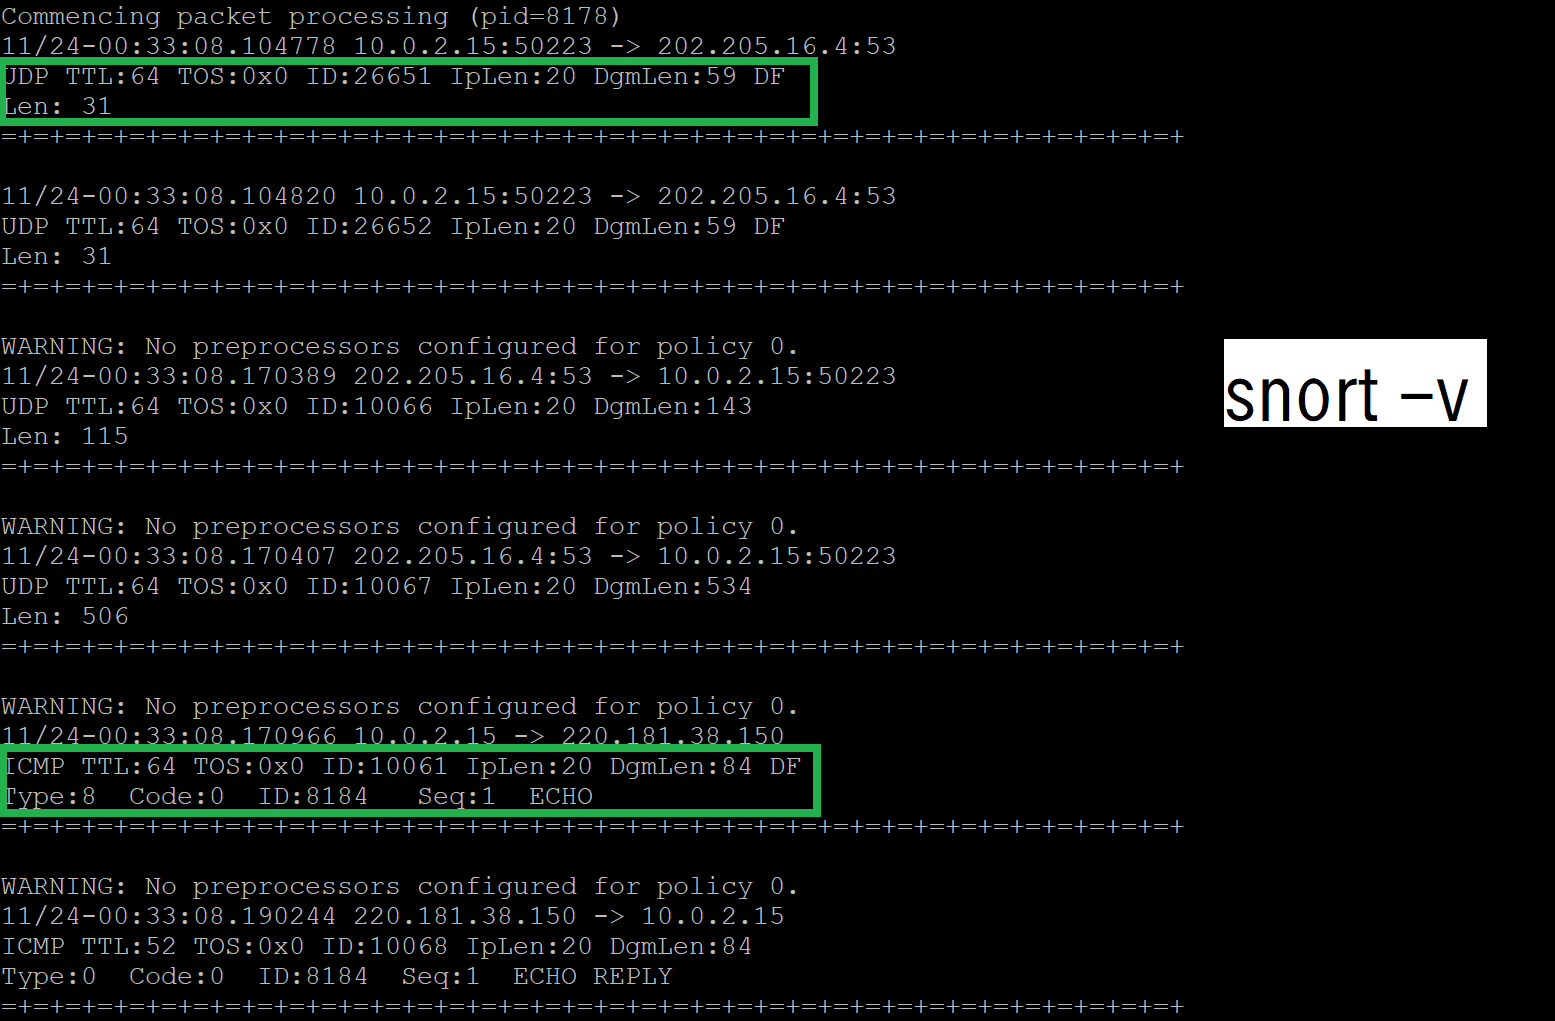 Commencing packet processing (pid=8178)
11/24-00:33:08.104778 10.0.2.15:50223 -> 202.205.16.4:53
UDP TTL:64 TOS:0x0 ID:26651 IpLen:20 DgmLen:59 DF
Len: 31
=+=+=+=+=+=+=+=+=+=+=+=+=+=+=+=+=+=+=+=+=+=+=+=+=+=+=+=+=+=+=+=+=+=+=+=+=+
11/24-00:33:08.104820 10.0.2.15:50223 -> 202.205.16.4:53
UDP TTL:64 TOS:0x0 ID:26652 IpLen:20 DgmLen:59 DF
Len: 31
=+=+=+=+=+=+=+=+=+=+=+=+=+=+=+=+=+=+=+=+=+=+=+=+=+=+=+=+=+=+=+=+=+=+=+=+=+
WARNING: No preprocessors configured for policy 0.
11/24-00:33:08.170389 202.205.16.4:53 -> 10.0.2.15:50223
UDP TTL:64 TOS:0x0 ID:10066 IpLen:20 DgmLen:143
Len: 115
=+=+=+=+=+=+=+=+=+=+=+=+=+=+=+=+=+=+=+=+=+=+=+=+=+=+=+=+=+=+=+=+=+=+=+=+=+
WARNING: No preprocessors configured for policy 0.
11/24-00:33:08.170407 202.205.16.4:53 -> 10.0.2.15:50223
UDP TTL:64 TOS:0x0 ID:10067 IpLen:20 DgmLen:534
Len: 506
=+=+=+=+=+=+=+=+=+=+=+=+=+=+=+=+=+=+=+=+=+=+=+=+=+=+=+=+=+=+=+=+=+=+=+=+=+
WARNING: No preprocessors configured for policy 0.
11/24-00:33:08.170966 10.0.2.15 -> 220.181.38.150
ICMP TTL:64 TOS:0x0 ID:10061 IpLen:20 DgmLen:84 DF
Type:8  Code:0  ID:8184   Seq:1  ECHO
=+=+=+=+=+=+=+=+=+=+=+=+=+=+=+=+=+=+=+=+=+=+=+=+=+=+=+=+=+=+=+=+=+=+=+=+=+
WARNING: No preprocessors configured for policy 0.
11/24-00:33:08.190244 220.181.38.150 -> 10.0.2.15
ICMP TTL:52 TOS:0x0 ID:10068 IpLen:20 DgmLen:84
Type:0  Code:0  ID:8184  Seq:1  ECHO REPLY
=+=+=+=+=+=+=+=+=+=+=+=+=+=+=+=+=+=+=+=+=+=+=+=+=+=+=+=+=+=+=+=+=+=+=+=+=+
snort –v